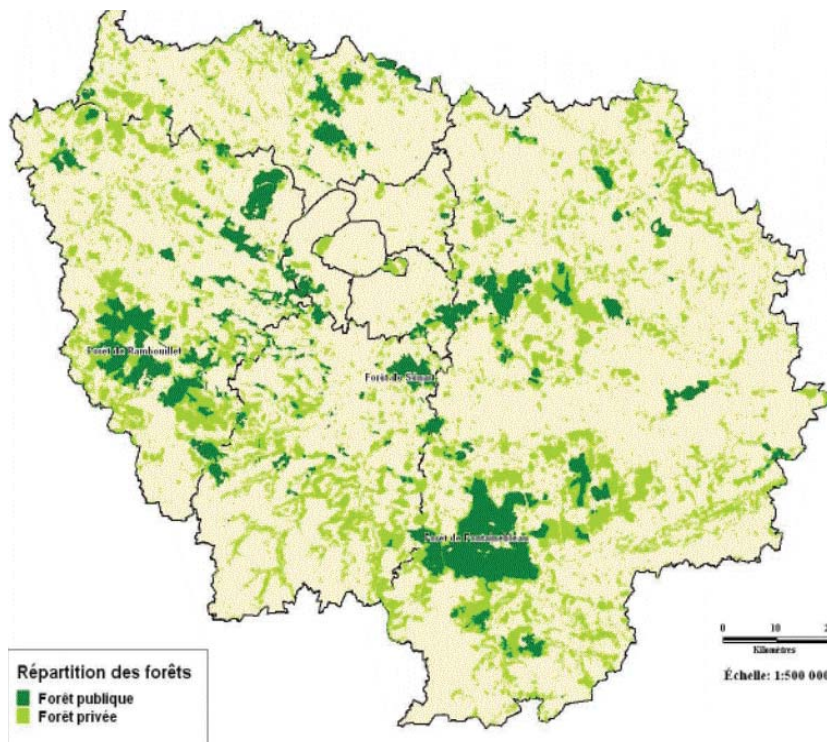 Forêt de Rambouillet
Forêt de Sénart
Forêt de Fontainebleau
Répartition des forêts
Forêt publique
Forêt privée
0 10
Kilomètres
Échelle: 1:500 000